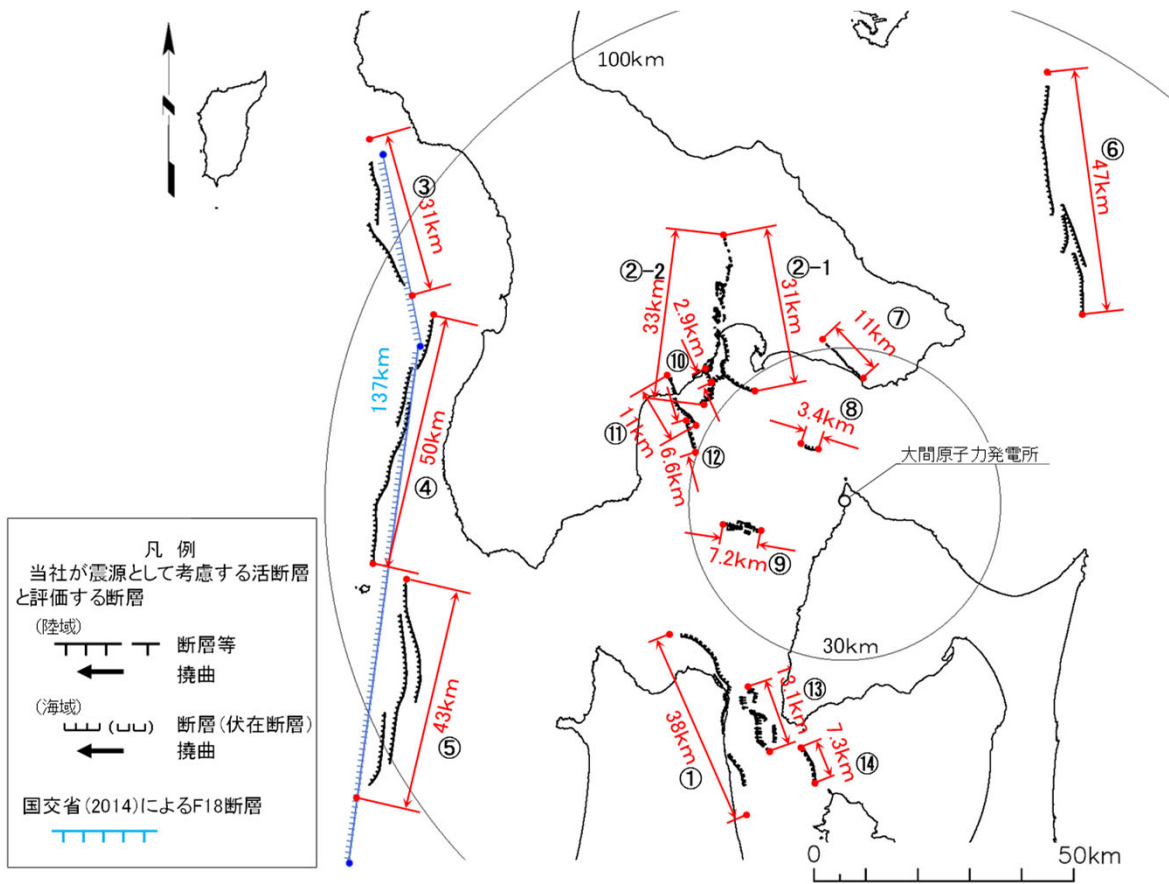 100km
③
31km
②-2
33km
②-1
31km
⑥
47km
⑦
11km
2.9km
⑩
137km
50km
④
⑪
11km
6.6km
⑫
⑧
3.4km
大間原子力発電所
7.2km
⑨
凡 例
当社が震源として考慮する活断層
と評価する断層
(陸域)
断層等
撓曲
(海域)
断層(伏在断層)
撓曲
国交省(2014)によるF18断層
43km
⑤
30km
38km
①
13.1km
⑬
7.3km
⑭
0
50km